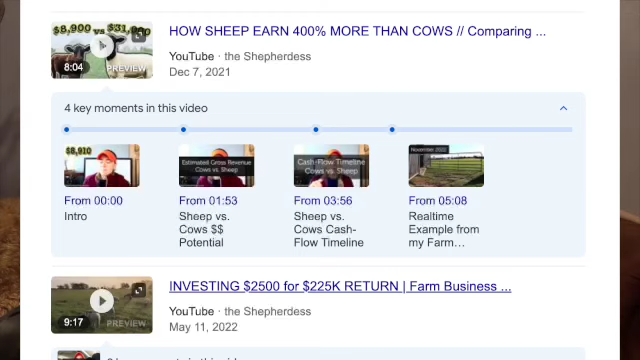 $8,900 vs $31,000
8:04
PREVIEW
HOW SHEEP EARN 400% MORE THAN COWS // Comparing ...
YouTube · the Shepherdess
Dec 7, 2021
4 key moments in this video
$8,910
Estimated Gross Revenue
Cows vs. Sheep
Cash-Flow Timeline
Cows vs Sheep
November 2022
From 00:00
Intro
From 01:53
Sheep vs.
Cows $$
Potential
From 03:56
Sheep vs.
Cows Cash-
Flow Timeline
From 05:08
Realtime
Example from
my Farm...
9:17
PREVIEW
INVESTING $2500 for $225K RETURN | Farm Business ...
YouTube · the Shepherdess
May 11, 2022